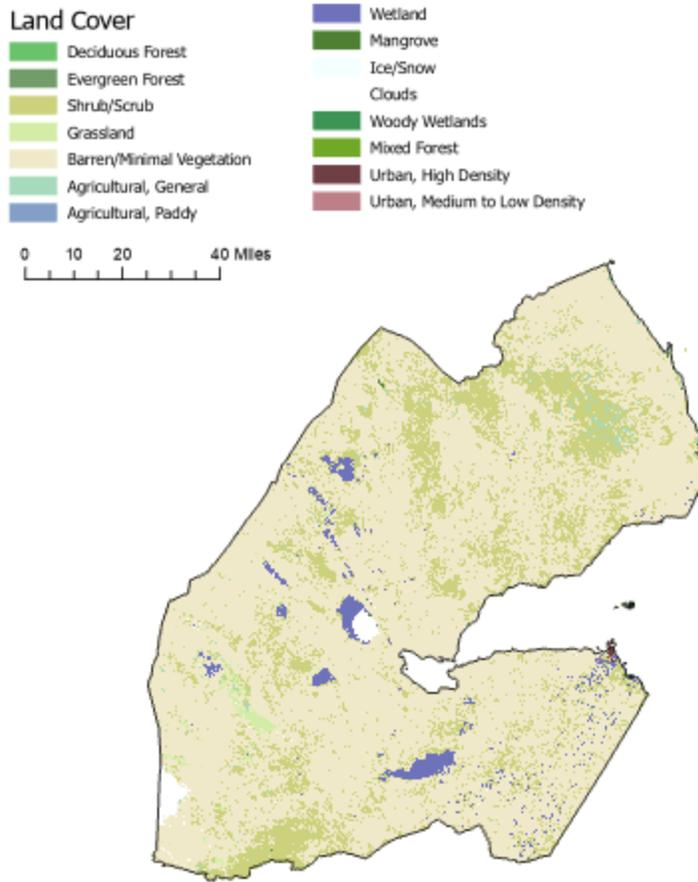 Land Cover
Deciduous Forest
Evergreen Forest
Shrub/Scrub
Grassland
Barren/Minimal Vegetation
Agricultural, General
Agricultural, Paddy
Wetland
Mangrove
Ice/Snow
Clouds
Woody Wetlands
Mixed Forest
Urban, High Density
Urban, Medium to Low Density
0 10 20 40 Miles